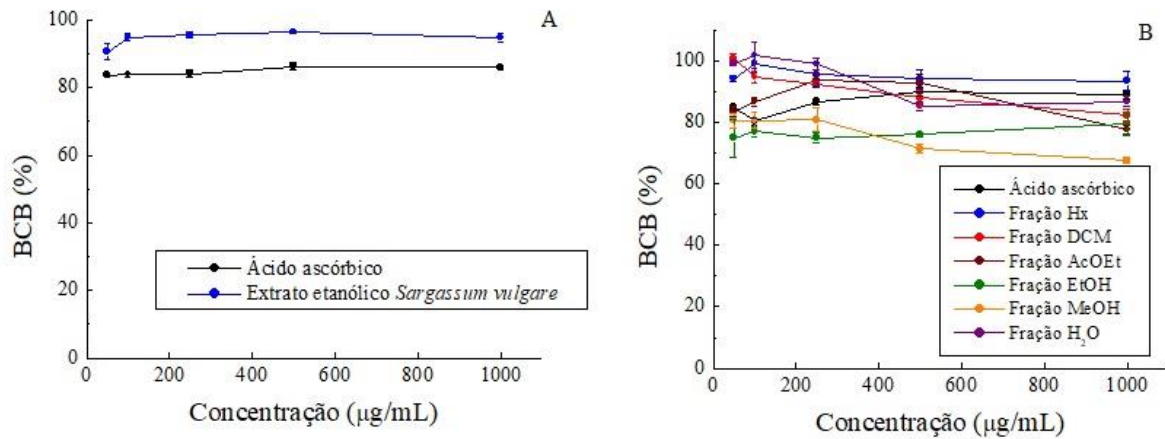 A
BCB (%)
100
80
60
40
20
0
Ácido ascórbico
Extrato etanólico Sargassum vulgare
0 200 400 600 800 1000
Concentração (µg/mL)
B
BCB (%)
100
80
60
40
20
0
Ácido ascórbico
Fração Hx
Fração DCM
Fração AcOEt
Fração EtOH
Fração MeOH
Fração H₂O
0 200 400 600 800 1000
Concentração (µg/mL)